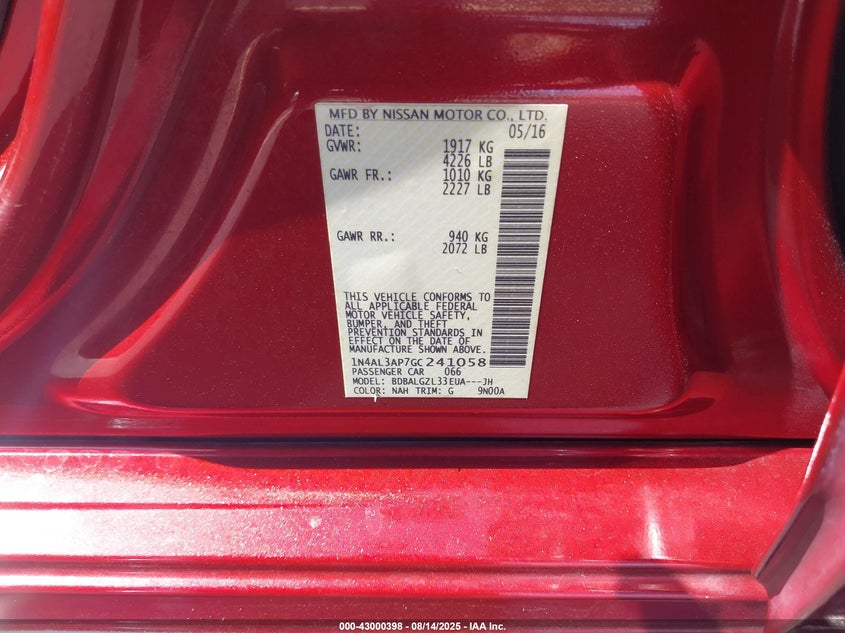 MFD BY NISSAN MOTOR CO., LTD.
DATE: 05/16
GVWR: 1917 KG
4226 LB
GAWR FR.: 1010 KG
2227 LB
GAWR RR.: 940 KG
2072 LB
THIS VEHICLE CONFORMS TO
ALL APPLICABLE FEDERAL
MOTOR VEHICLE SAFETY,
BUMPER, AND THEFT
PREVENTION STANDARDS IN
EFFECT ON THE DATE OF
MANUFACTURE SHOWN ABOVE.
1N4AL3AP7GC241058
PASSENGER CAR 066
MODEL: BDBALGZL33EUA---JH
COLOR: NAH TRIM: G 9N00A
000-43000398 - 08/14/2025 - IAA Inc.